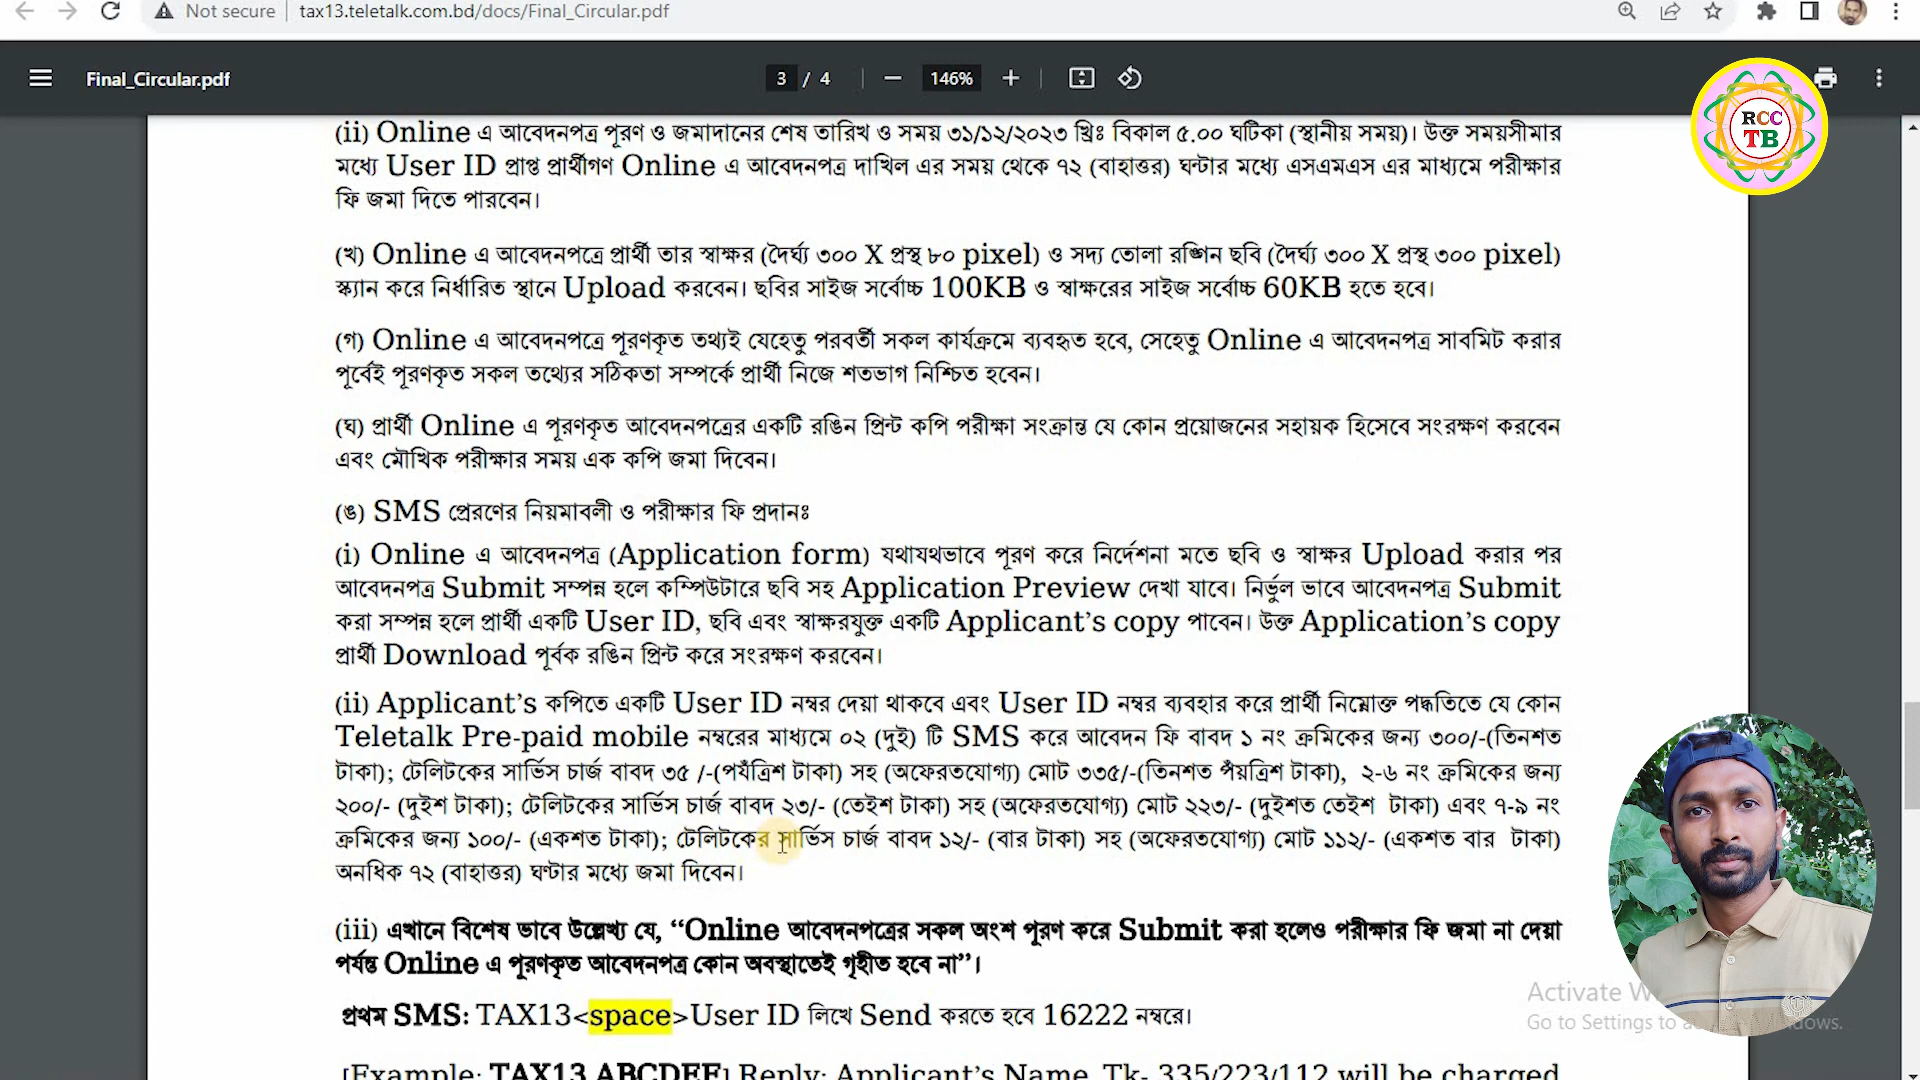 Not secure | tax13.teletalk.com.bd/docs/Final_Circular.pdf
Final_Circular.pdf
3 / 4
146%
RCC
TB
(ii) Online এ আবেদনপত্র পূরণ ও জমাদানের শেষ তারিখ ও সময় ৩১/১২/২০২৩ খ্রিঃ বিকাল ৫.০০ ঘটিকা (স্থানীয় সময়)। উক্ত সময়সীমার
মধ্যে User ID প্রাপ্ত প্রার্থীগণ Online এ আবেদনপত্র দাখিল এর সময় থেকে ৭২ (বাহাত্তর) ঘন্টার মধ্যে এসএমএস এর মাধ্যমে পরীক্ষার
ফি জমা দিতে পারবেন।
(খ) Online এ আবেদনপত্রে প্রার্থী তার স্বাক্ষর (দৈর্ঘ্য ৩০০ X প্রস্থ ৮০ pixel) ও সদ্য তোলা রঙ্গিন ছবি (দৈর্ঘ্য ৩০০ X প্রস্থ ৩০০ pixel)
স্ক্যান করে নির্ধারিত স্থানে Upload করবেন। ছবির সাইজ সর্বোচ্চ 100KB ও স্বাক্ষরের সাইজ সর্বোচ্চ 60KB হতে হবে।
(গ) Online এ আবেদনপত্রে পূরণকৃত তথ্যই যেহেতু পরবর্তী সকল কার্যক্রমে ব্যবহৃত হবে, সেহেতু Online এ আবেদনপত্র সাবমিট করার
পূর্বেই পূরণকৃত সকল তথ্যের সঠিকতা সম্পর্কে প্রার্থী নিজে শতভাগ নিশ্চিত হবেন।
(ঘ) প্রার্থী Online এ পূরণকৃত আবেদনপত্রের একটি রঙিন প্রিন্ট কপি পরীক্ষা সংক্রান্ত যে কোন প্রয়োজনের সহায়ক হিসেবে সংরক্ষণ করবেন
এবং মৌখিক পরীক্ষার সময় এক কপি জমা দিবেন।
(ঙ) SMS প্রেরণের নিয়মাবলী ও পরীক্ষার ফি প্রদানঃ
(i) Online এ আবেদনপত্র (Application form) যথাযথভাবে পূরণ করে নির্দেশনা মতে ছবি ও স্বাক্ষর Upload করার পর
আবেদনপত্র Submit সম্পন্ন হলে কম্পিউটারে ছবি সহ Application Preview দেখা যাবে। নির্ভুল ভাবে আবেদনপত্র Submit
করা সম্পন্ন হলে প্রার্থী একটি User ID, ছবি এবং স্বাক্ষরযুক্ত একটি Applicant’s copy পাবেন। উক্ত Application’s copy
প্রার্থী Download পূর্বক রঙিন প্রিন্ট করে সংরক্ষণ করবেন।
(ii) Applicant’s কপিতে একটি User ID নম্বর দেয়া থাকবে এবং User ID নম্বর ব্যবহার করে প্রার্থী নিম্নোক্ত পদ্ধতিতে যে কোন
Teletalk Pre-paid mobile নম্বরের মাধ্যমে ০২ (দুই) টি SMS করে আবেদন ফি বাবদ ১ নং ক্রমিকের জন্য ৩০০/-(তিনশত
টাকা); টেলিটকের সার্ভিস চার্জ বাবদ ৩৫ /-(পর্যঁত্রিশ টাকা) সহ (অফেরতযোগ্য) মোট ৩৩৫/-(তিনশত পঁয়ত্রিশ টাকা), ২-৬ নং ক্রমিকের জন্য
২০০/- (দুইশ টাকা); টেলিটকের সার্ভিস চার্জ বাবদ ২৩/- (তেইশ টাকা) সহ (অফেরতযোগ্য) মোট ২২৩/- (দুইশত তেইশ টাকা) এবং ৭-৯ নং
ক্রমিকের জন্য ১০০/- (একশত টাকা); টেলিটকের সার্ভিস চার্জ বাবদ ১২/- (বার টাকা) সহ (অফেরতযোগ্য) মোট ১১২/- (একশত বার টাকা)
অনধিক ৭২ (বাহাত্তর) ঘণ্টার মধ্যে জমা দিবেন।
(iii) এখানে বিশেষ ভাবে উল্লেখ্য যে, “Online আবেদনপত্রের সকল অংশ পূরণ করে Submit করা হলেও পরীক্ষার ফি জমা না দেয়া
পর্যন্ত Online এ পূরণকৃত আবেদনপত্র কোন অবস্থাতেই গৃহীত হবে না”।
প্রথম SMS: TAX13<space>User ID লিখে Send করতে হবে 16222 নম্বরে।
[Example: TAX13 ABCDEF] Reply: Applicant’s Name, Tk- 335/223/112 will be charged
Activate
Go to Settings to